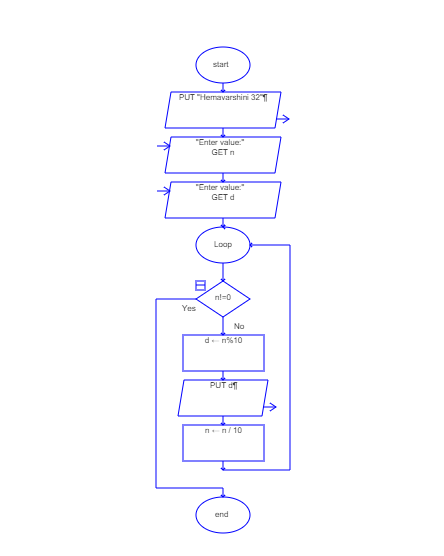 start
PUT "Hemavarshini 32"¶
"Enter value:"
GET n
"Enter value:"
GET d
Loop
n!=0
Yes
No
d ← n%10
PUT d¶
n ← n / 10
end